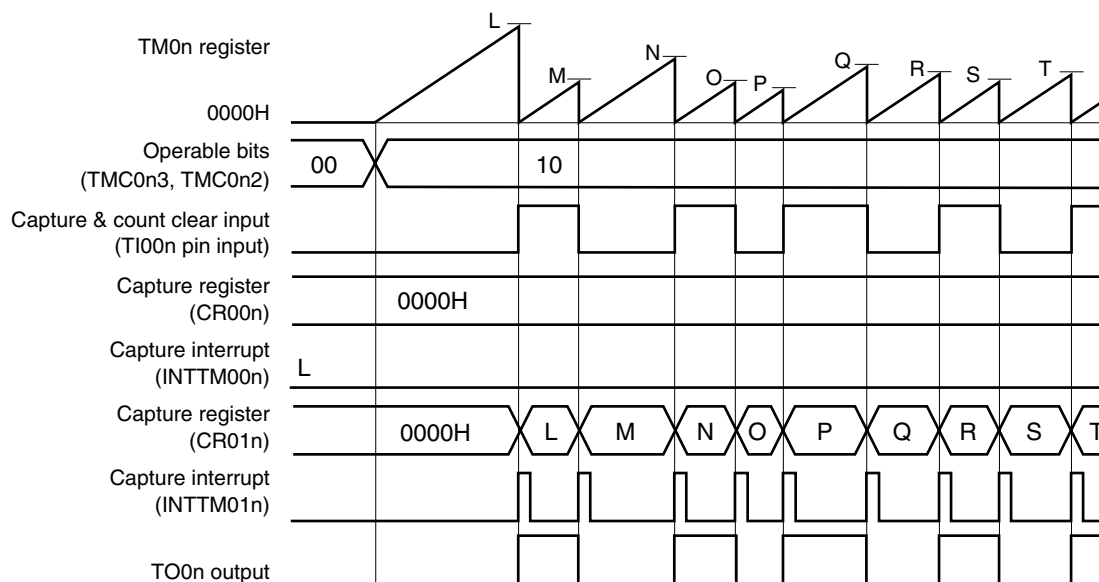 TM0n register
0000H
L
M
N
O
P
Q
R
S
T
Operable bits
(TMC0n3, TMC0n2)
00
10
Capture & count clear input
(TI00n pin input)
Capture register
(CR00n)
0000H
Capture interrupt
(INTTM00n)
L
Capture register
(CR01n)
0000H
L
M
N
O
P
Q
R
S
T
Capture interrupt
(INTTM01n)
TO0n output